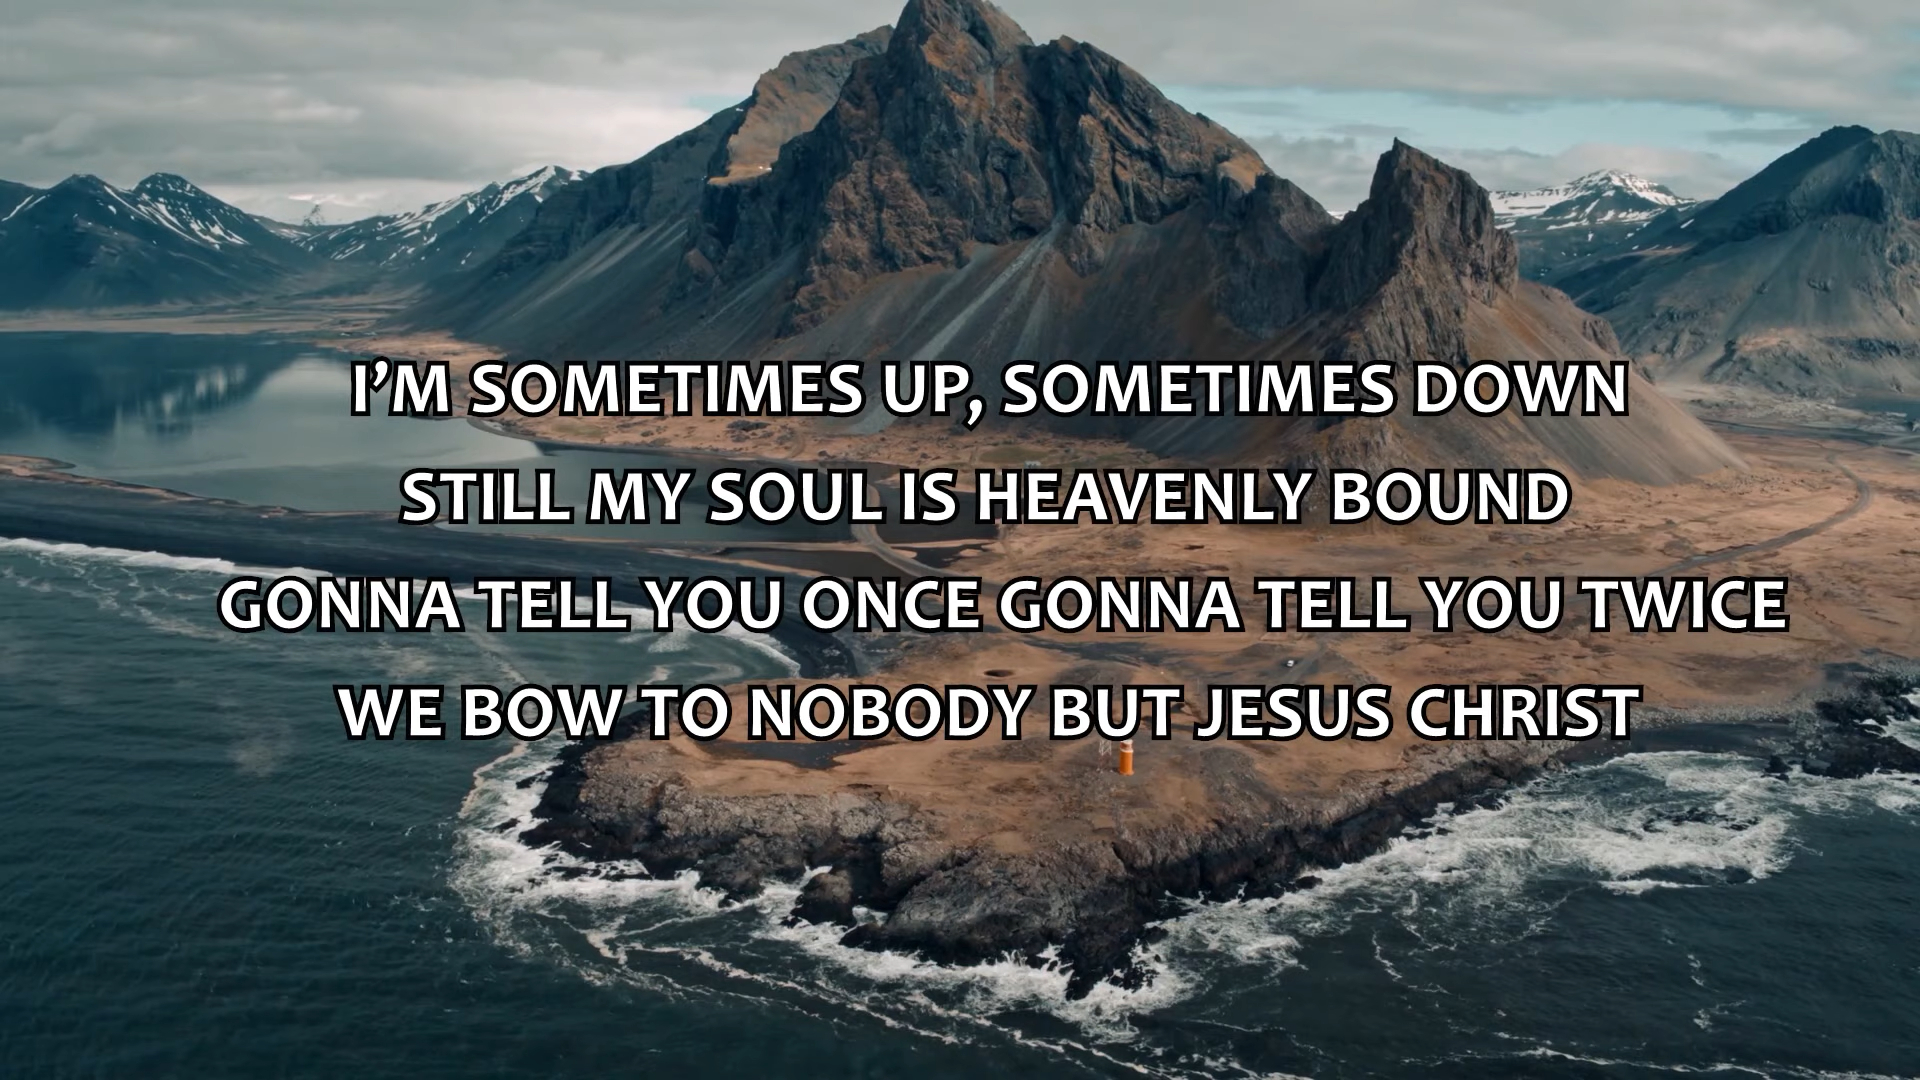 I’M SOMETIMES UP, SOMETIMES DOWN
STILL MY SOUL IS HEAVENLY BOUND
GONNA TELL YOU ONCE GONNA TELL YOU TWICE
WE BOW TO NOBODY BUT JESUS CHRIST